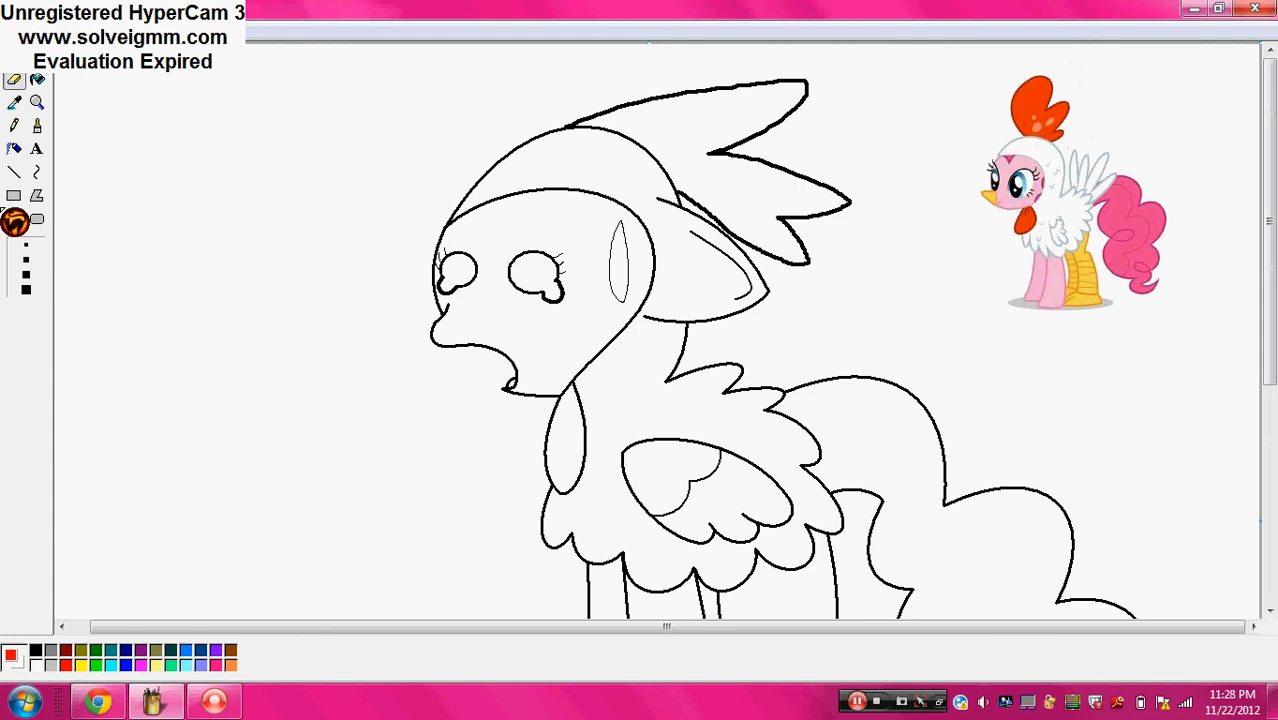 Unregistered HyperCam 3
www.solveigmm.com
Evaluation Expired
A
11:28 PM
11/22/2012